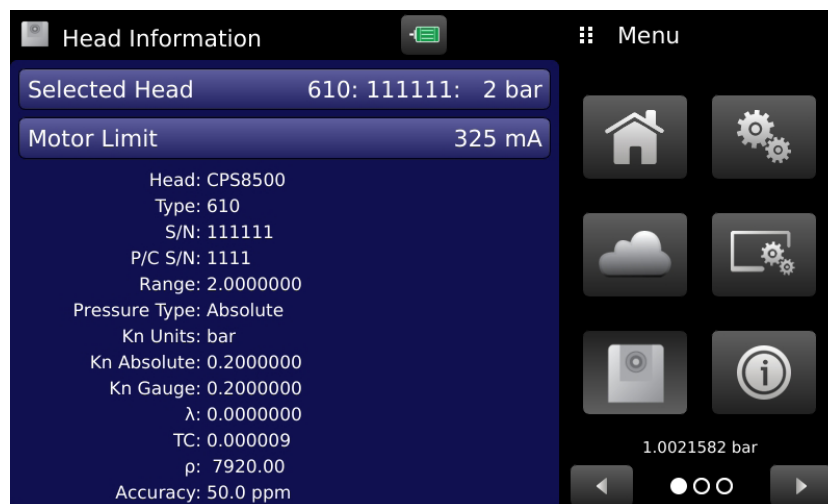 Head Information
Selected Head 610: 111111: 2 bar
Motor Limit 325 mA
Head: CPS8500
Type: 610
S/N: 111111
P/C S/N: 1111
Range: 2.0000000
Pressure Type: Absolute
Kn Units: bar
Kn Absolute: 0.2000000
Kn Gauge: 0.2000000
λ: 0.0000000
TC: 0.000009
ρ: 7920.00
Accuracy: 50.0 ppm
Menu
1.0021582 bar